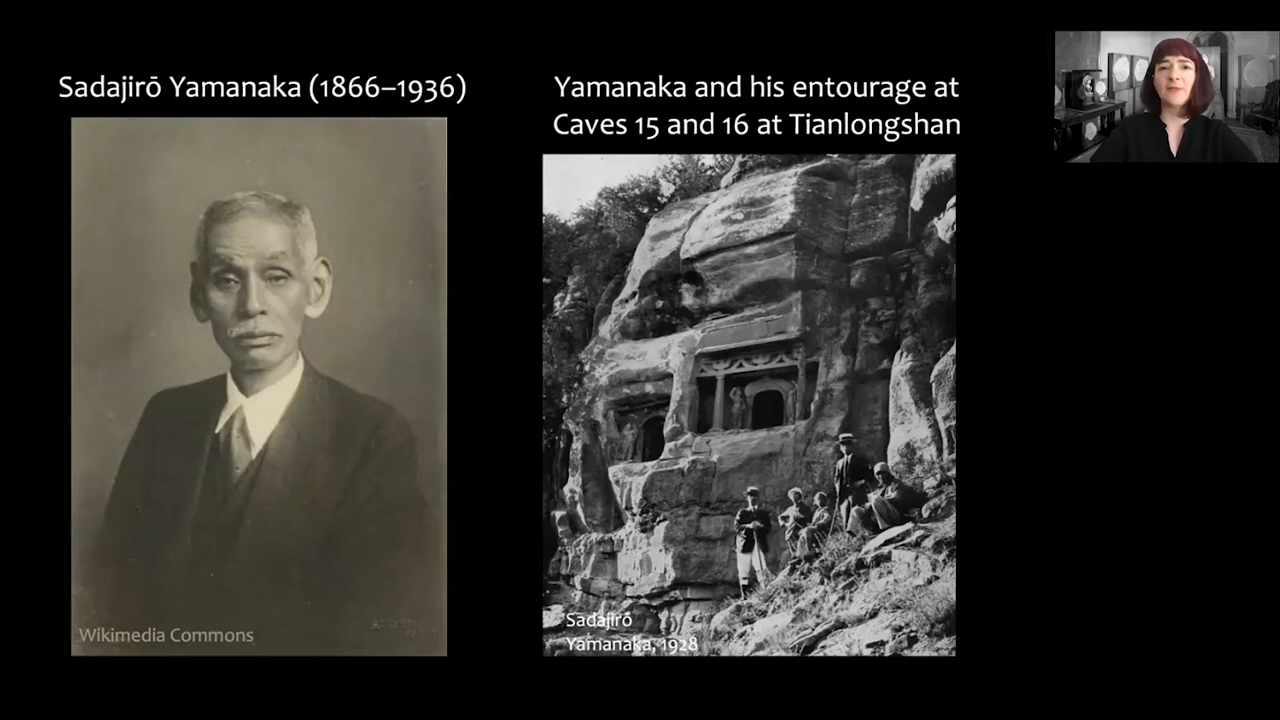 Sadajirō Yamanaka (1866–1936)
Wikimedia Commons
Yamanaka and his entourage at
Caves 15 and 16 at Tianlongshan
Sadajirō
Yamanaka, 1928